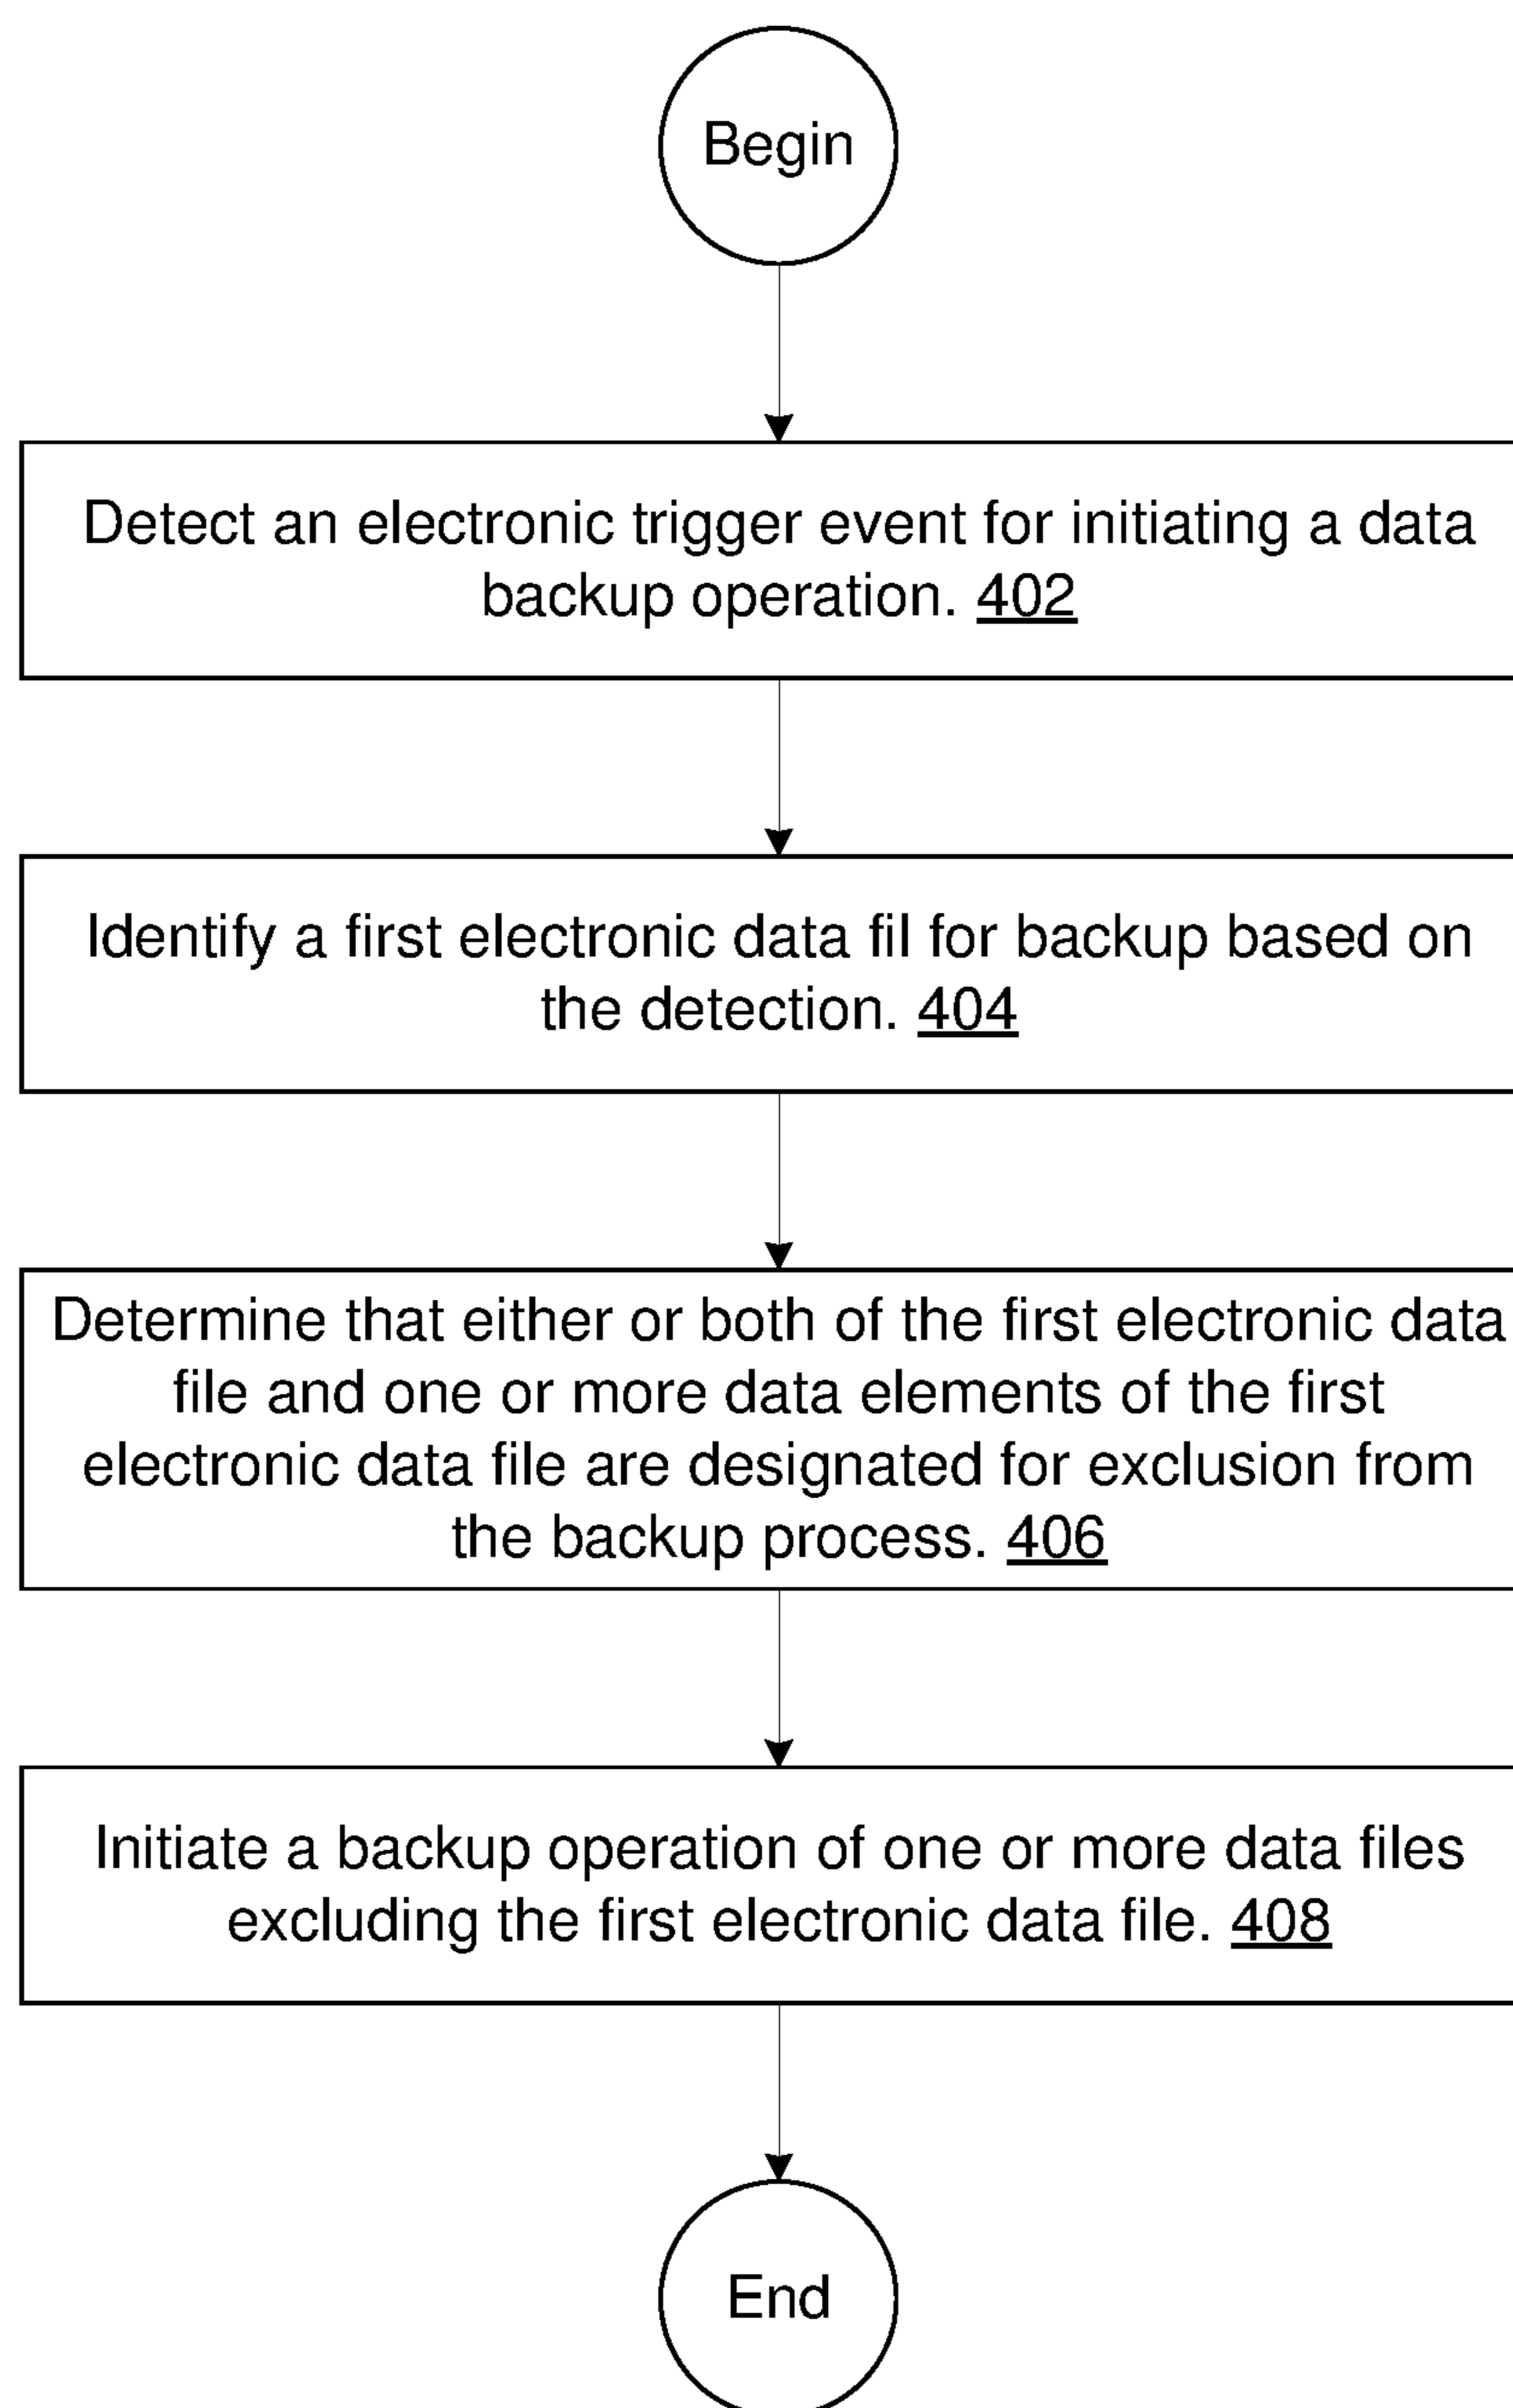 Begin
Detect an electronic trigger event for initiating a data
backup operation. 402
Identify a first electronic data fil for backup based on
the detection. 404
Determine that either or both of the first electronic data
file and one or more data elements of the first
electronic data file are designated for exclusion from
the backup process. 406
Initiate a backup operation of one or more data files
excluding the first electronic data file. 408
End